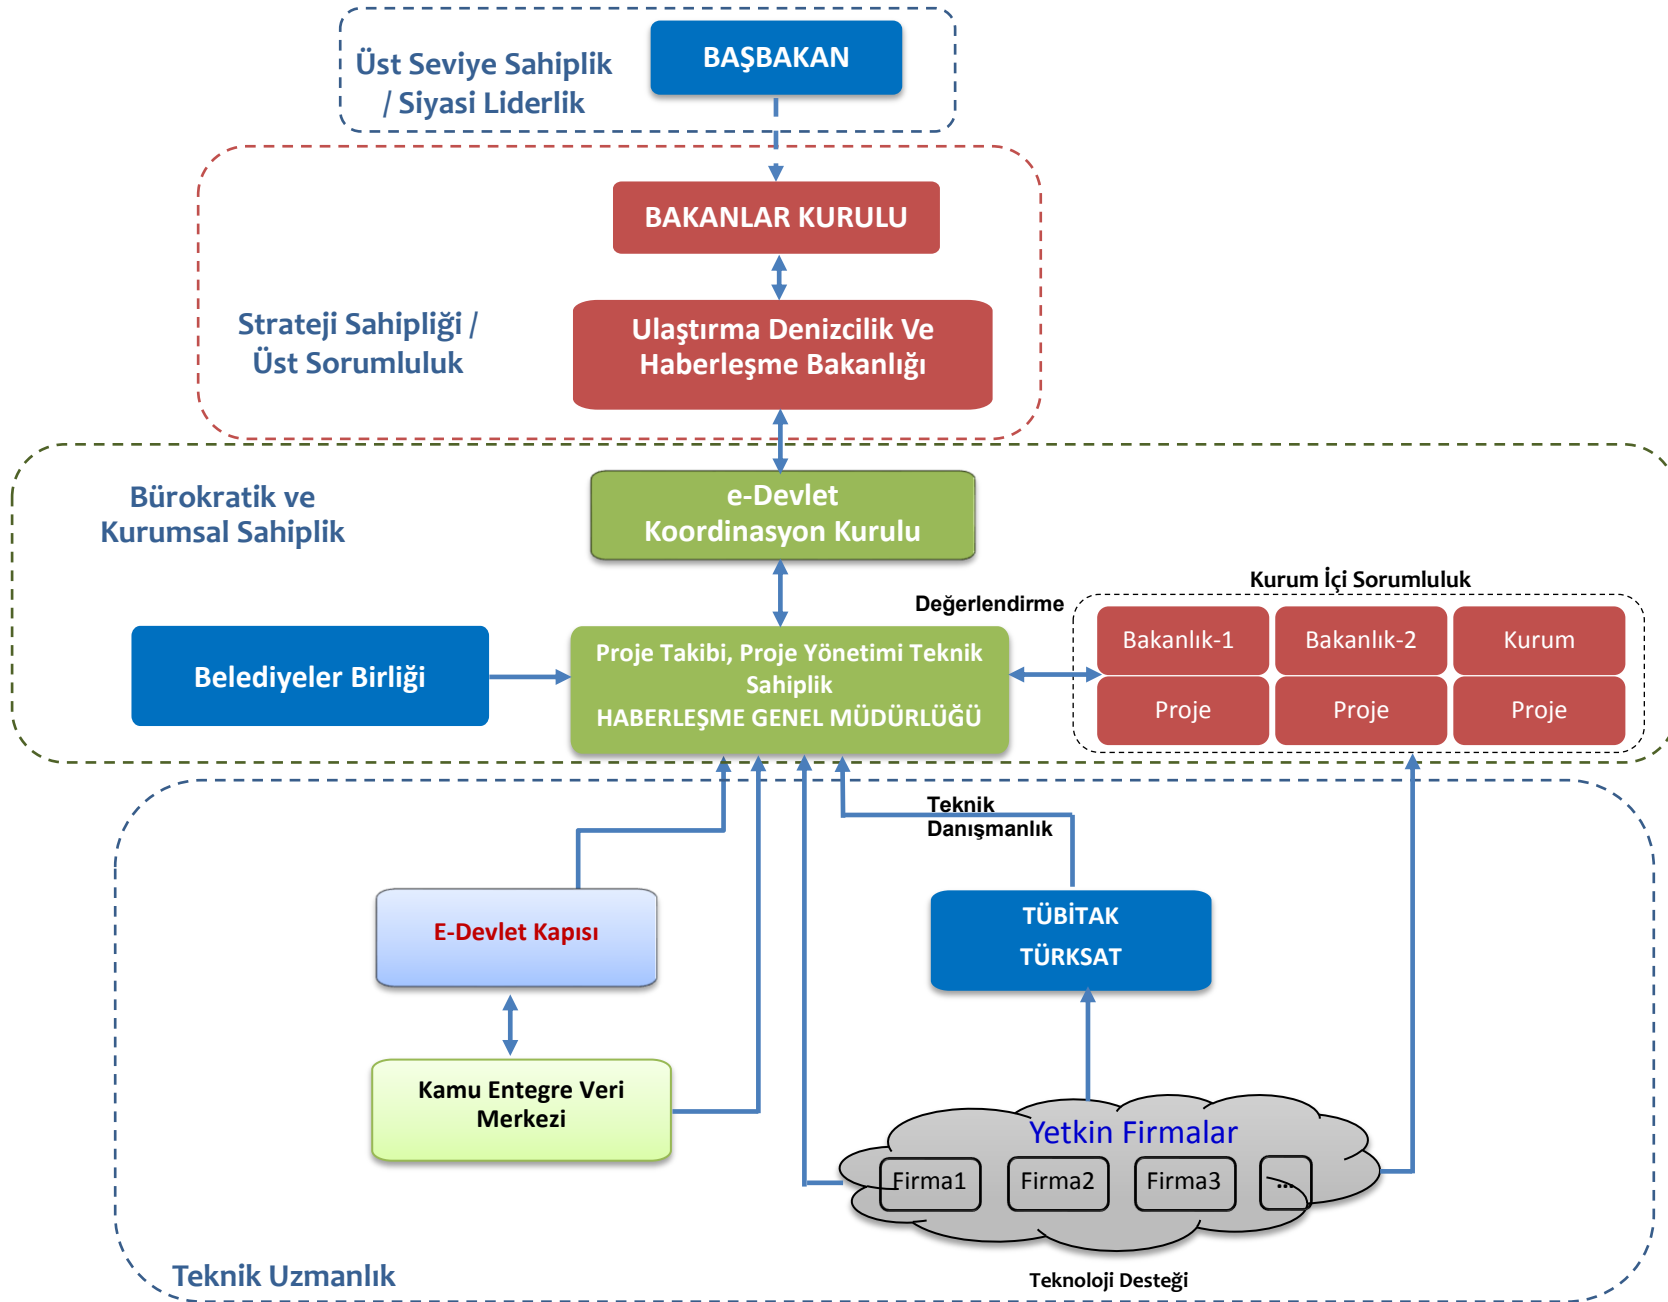 BAŞBAKAN
Üst Seviye Sahiplik
/ Siyasi Liderlik
BAKANLAR KURULU
Strateji Sahipliği /
Üst Sorumluluk
Ulaştırma Denizcilik Ve
Haberleşme Bakanlığı
Bürokratik ve
Kurumsal Sahiplik
e-Devlet
Koordinasyon Kurulu
Kurum İçi Sorumluluk
Değerlendirme
Bakanlık-1
Bakanlık-2
Kurum
Proje
Proje
Proje
Belediyeler Birliği
Proje Takibi, Proje Yönetimi Teknik
Sahiplik
HABERLEŞME GENEL MÜDÜRLÜĞÜ
Teknik
Danışmanlık
E-Devlet Kapısı
TÜBİTAK
TÜRKSAT
Kamu Entegre Veri
Merkezi
Yetkin Firmalar
Firma1
Firma2
Firma3
...
Teknik Uzmanlık
Teknoloji Desteği